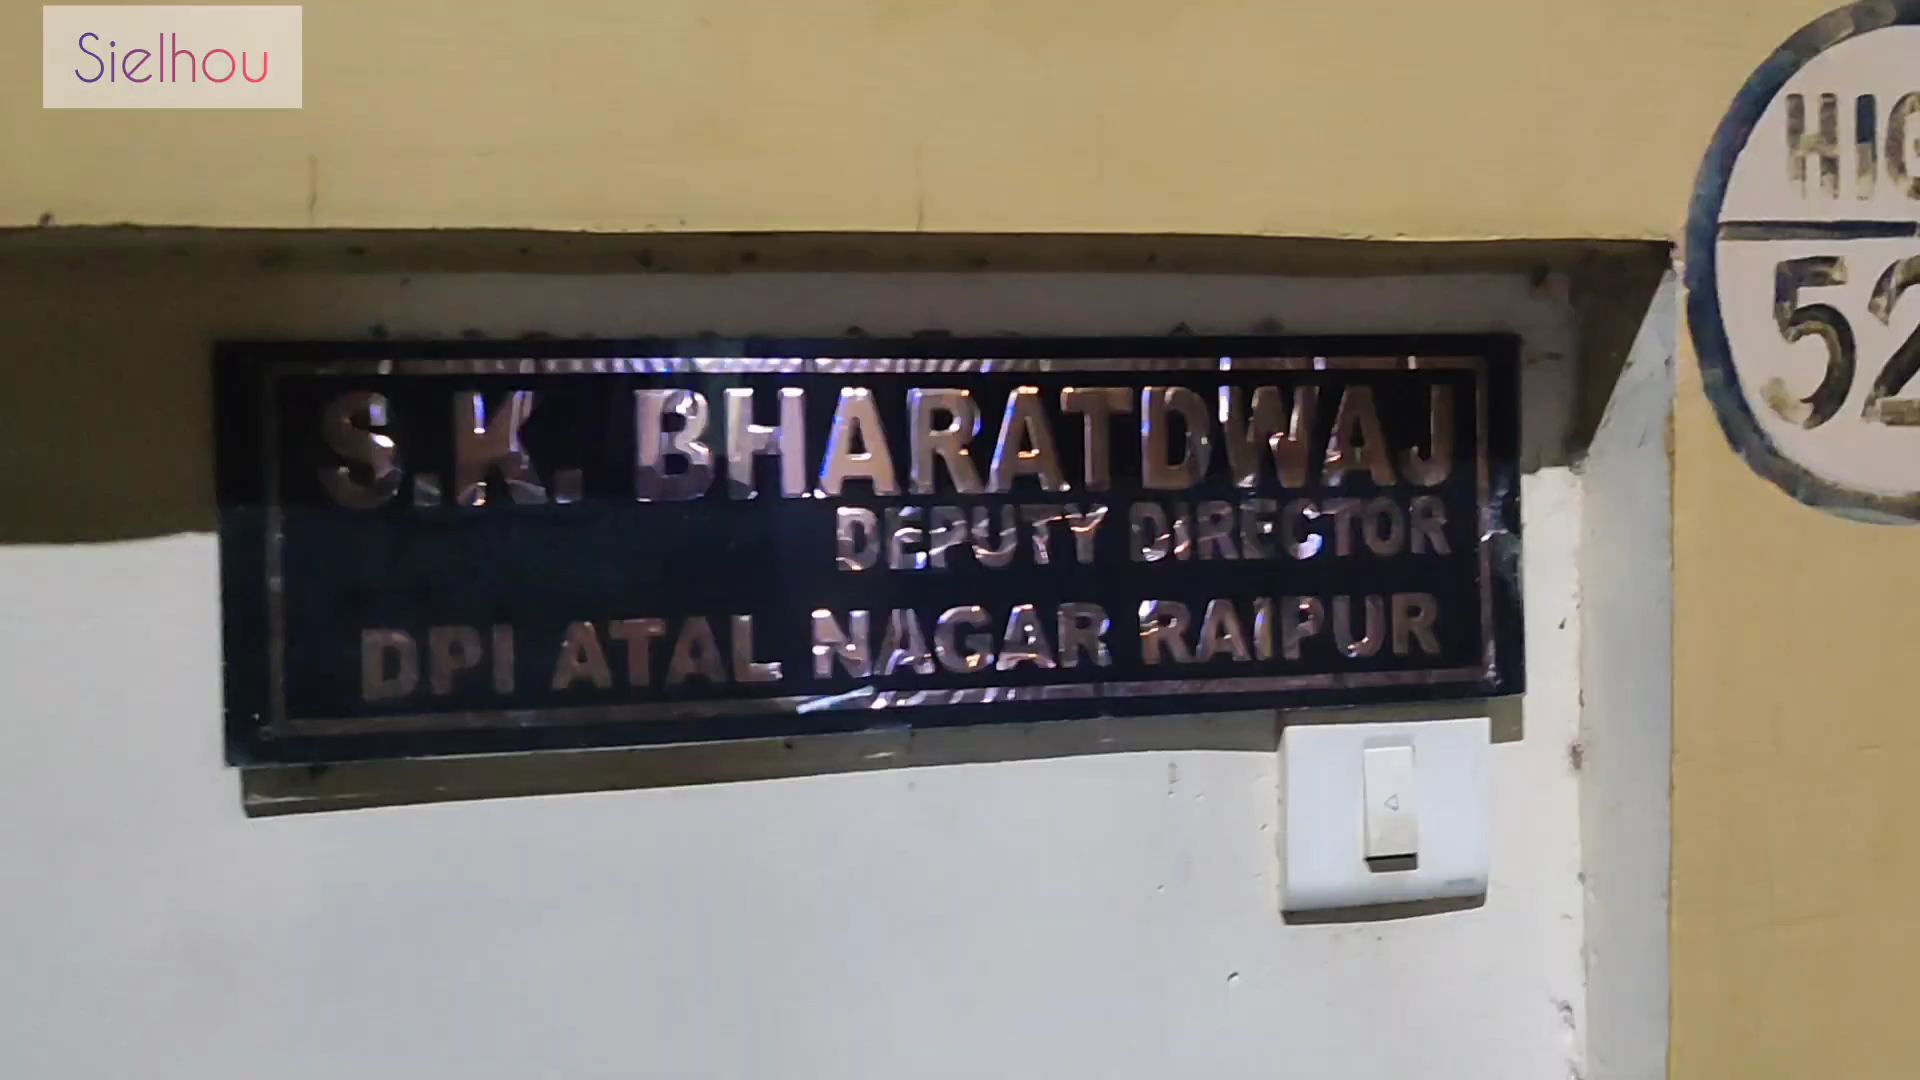 Sielhou
HIG
52
S.K. BHARATDWAJ
DEPUTY DIRECTOR
DPI ATAL NAGAR RAIPUR